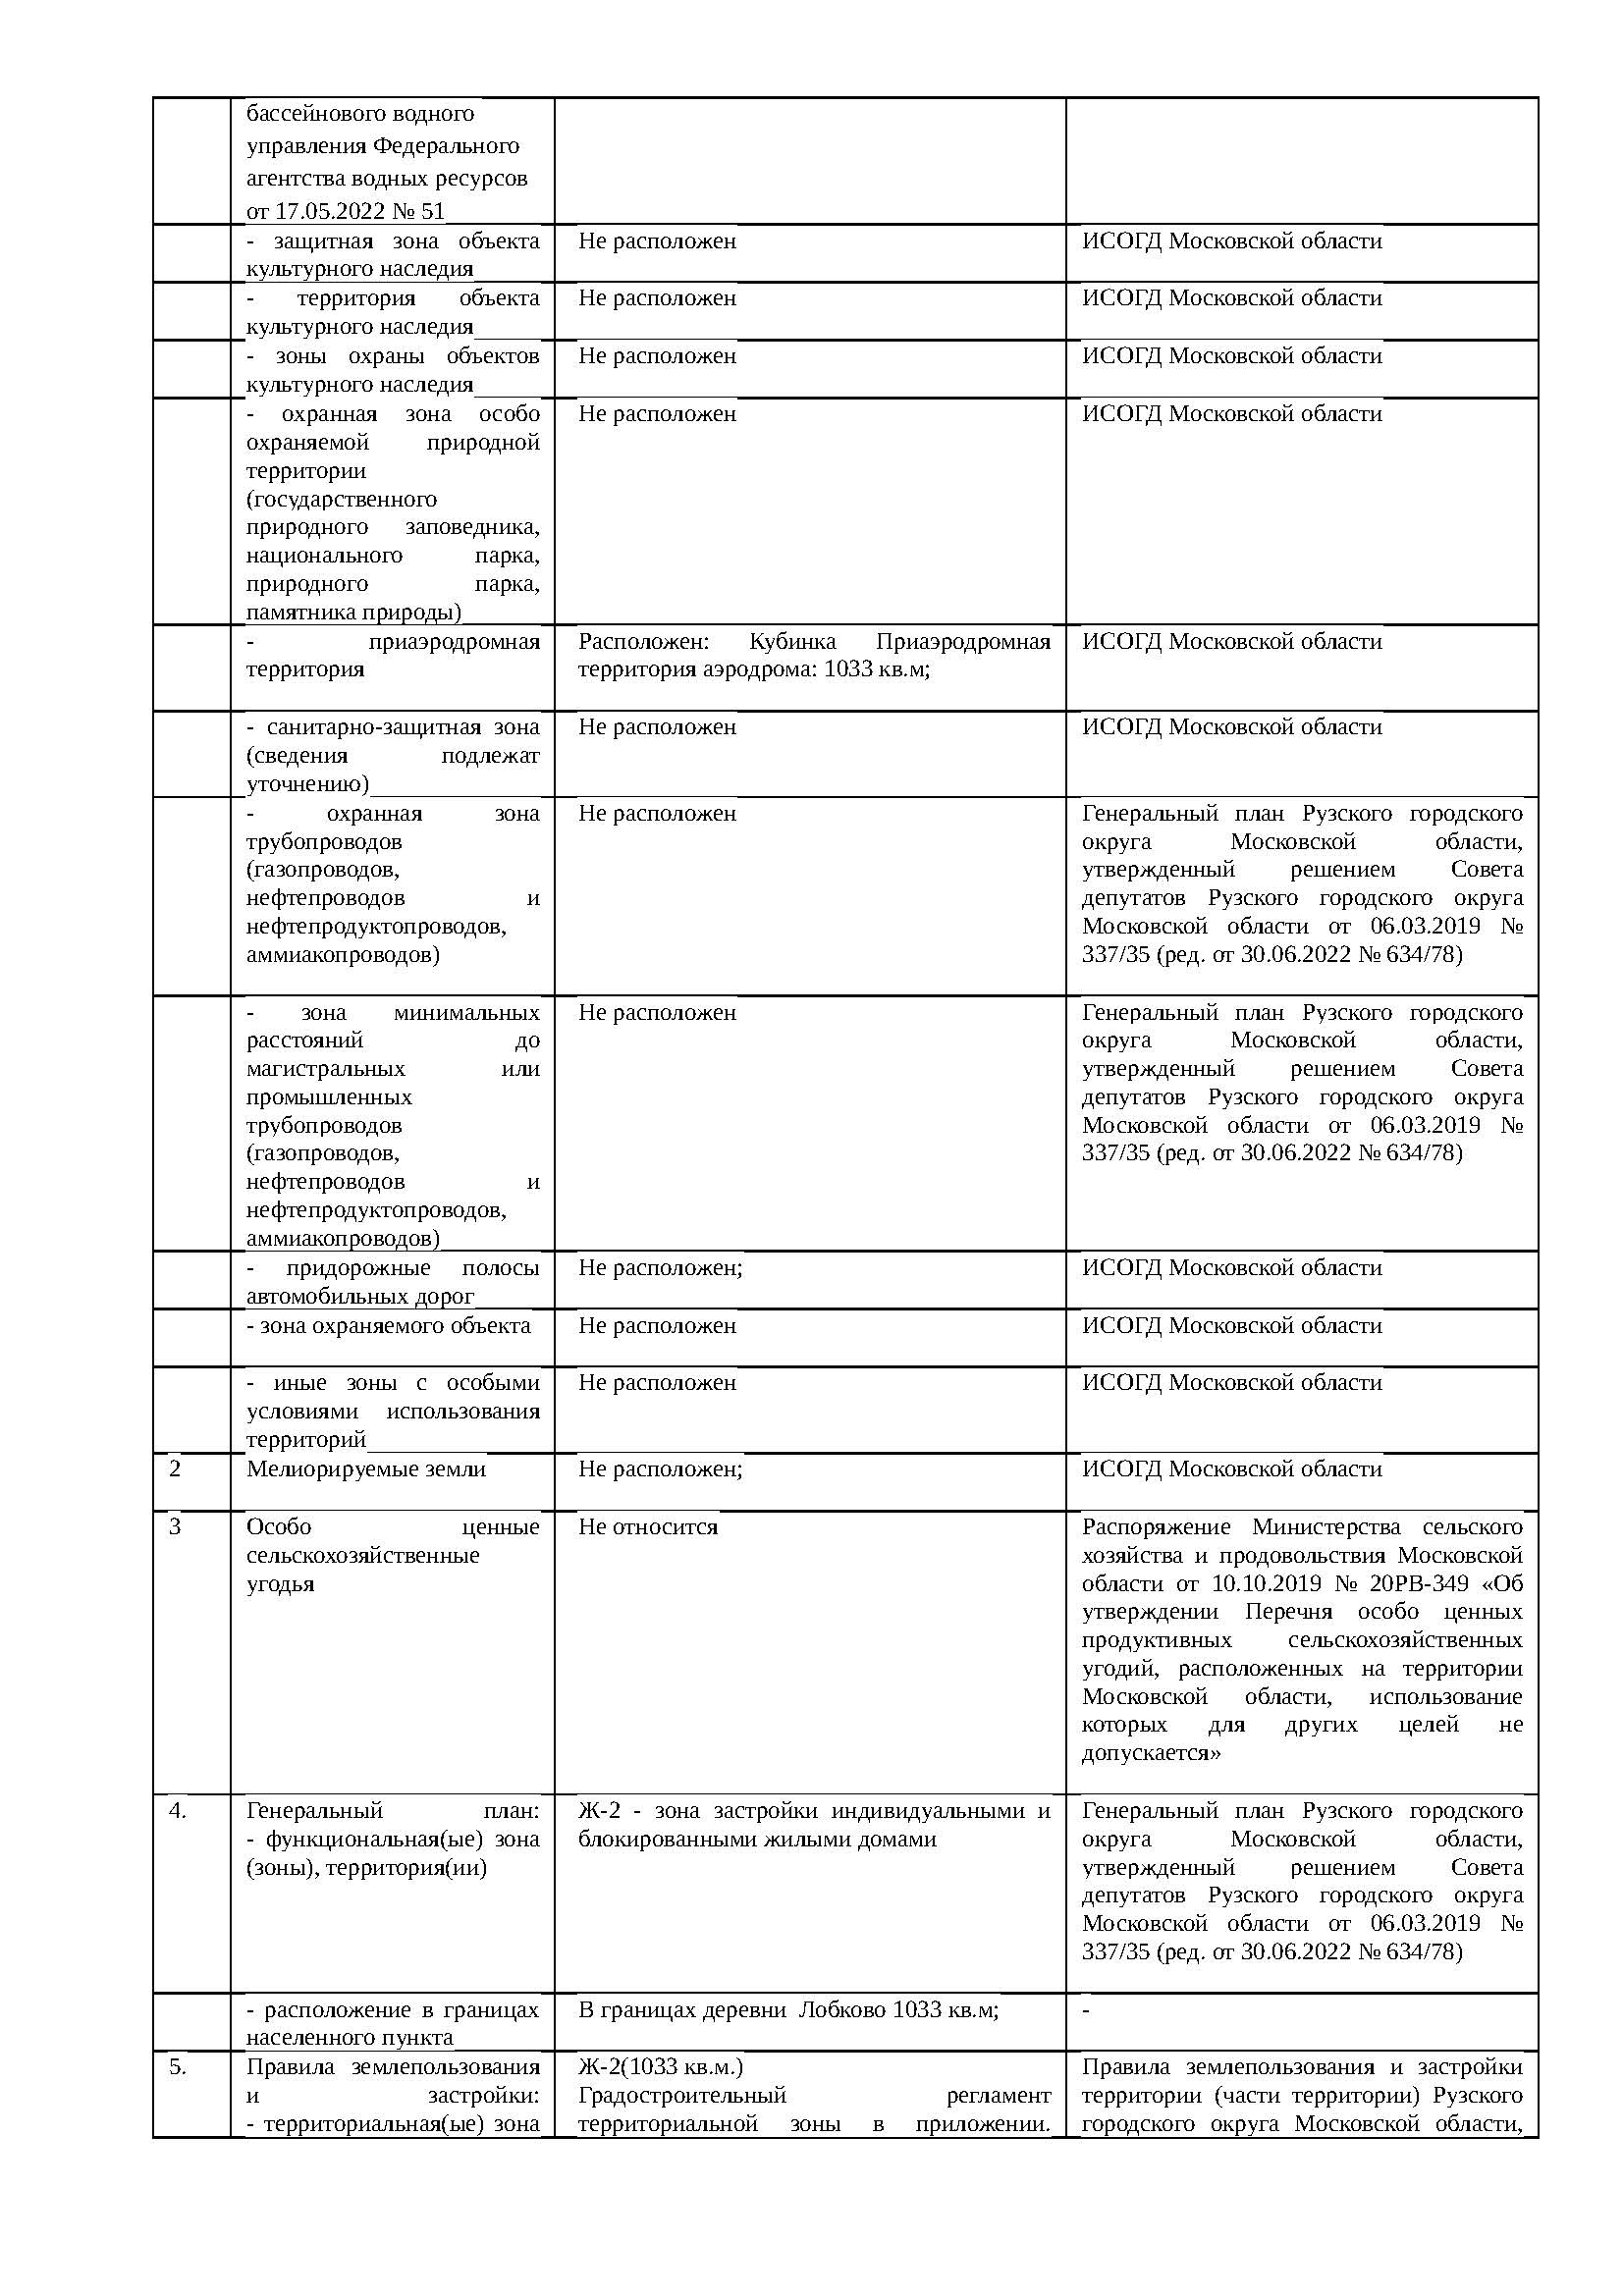 бассейнового водного
управления Федерального
агентства водных ресурсов
от 17.05.2022 № 51
- защитная зона объекта
культурного наследия
Не расположен
ИСОГД Московской области
- территория объекта
культурного наследия
Не расположен
ИСОГД Московской области
- зоны охраны объектов
культурного наследия
Не расположен
ИСОГД Московской области
- охранная зона особо
охраняемой природной
территории
(государственного
природного заповедника,
национального парка,
природного парка,
памятника природы)
Не расположен
ИСОГД Московской области
- приаэродромная
территория
Расположен: Кубинка Приаэродромная
территория аэродрома: 1033 кв.м;
ИСОГД Московской области
- санитарно-защитная зона
(сведения подлежат
уточнению)
Не расположен
ИСОГД Московской области
- охранная зона
трубопроводов
(газопроводов,
нефтепроводов и
нефтепродуктопроводов,
аммиакопроводов)
Не расположен
Генеральный план Рузского городского
округа Московской области,
утвержденный решением Совета
депутатов Рузского городского округа
Московской области от 06.03.2019 №
337/35 (ред. от 30.06.2022 № 634/78)
- зона минимальных
расстояний до
магистральных или
промышленных
трубопроводов
(газопроводов,
нефтепроводов и
нефтепродуктопроводов,
аммиакопроводов)
Не расположен
Генеральный план Рузского городского
округа Московской области,
утвержденный решением Совета
депутатов Рузского городского округа
Московской области от 06.03.2019 №
337/35 (ред. от 30.06.2022 № 634/78)
- придорожные полосы
автомобильных дорог
Не расположен;
ИСОГД Московской области
- зона охраняемого объекта
Не расположен
ИСОГД Московской области
- иные зоны с особыми
условиями использования
территорий
Не расположен
ИСОГД Московской области
2
Мелиорируемые земли
Не расположен;
ИСОГД Московской области
3
Особо ценные
сельскохозяйственные
угодья
Не относится
Распоряжение Министерства сельского
хозяйства и продовольствия Московской
области от 10.10.2019 № 20РВ-349 «Об
утверждении Перечня особо ценных
продуктивных сельскохозяйственных
угодий, расположенных на территории
Московской области, использование
которых для других целей не
допускается»
4.
Генеральный план:
- функциональная(ые) зона
(зоны), территория(ии)
Ж-2 - зона застройки индивидуальными и
блокированными жилыми домами
Генеральный план Рузского городского
округа Московской области,
утвержденный решением Совета
депутатов Рузского городского округа
Московской области от 06.03.2019 №
337/35 (ред. от 30.06.2022 № 634/78)
- расположение в границах
населенного пункта
В границах деревни Лобково 1033 кв.м;
-
5.
Правила землепользования
и застройки:
- территориальная(ые) зона
Ж-2(1033 кв.м.)
Градостроительный регламент
территориальной зоны в приложении.
Правила землепользования и застройки
территории (части территории) Рузского
городского округа Московской области,